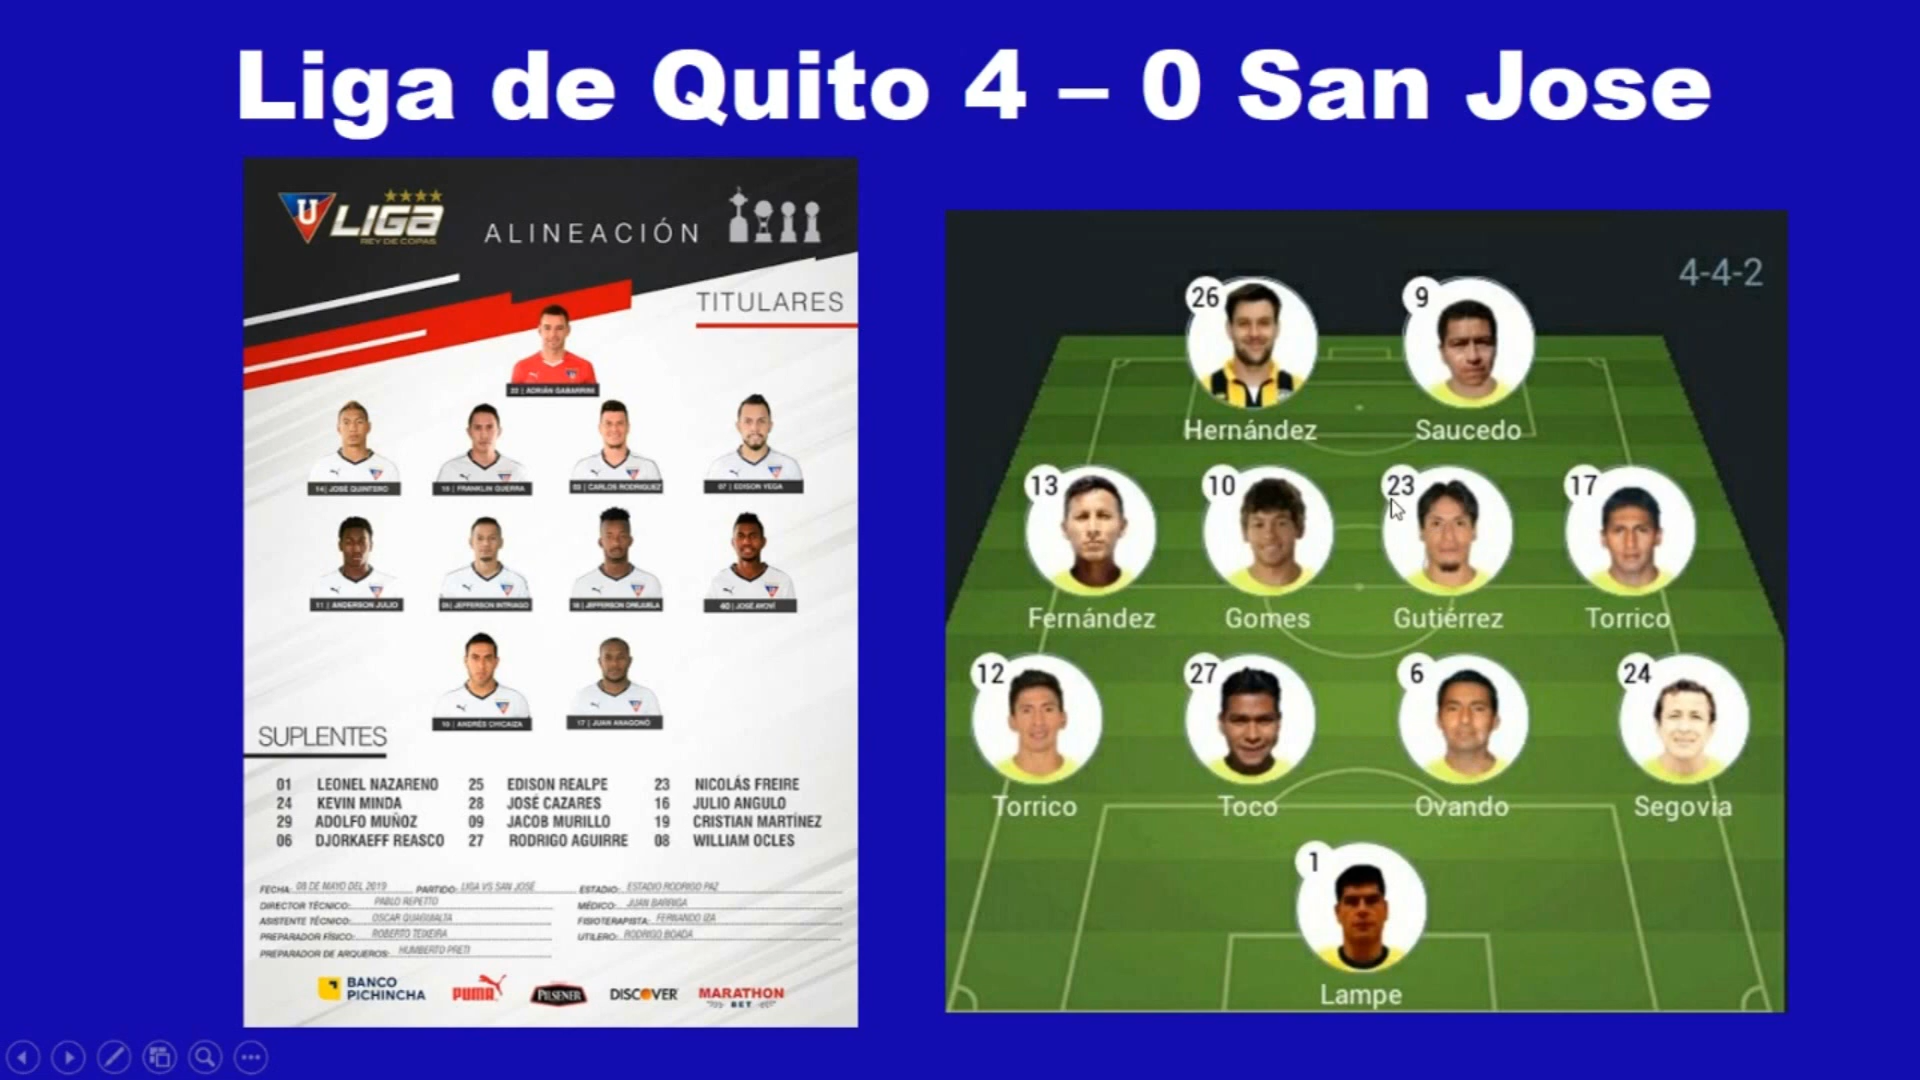 Liga de Quito 4 – 0 San Jose
U LIGA
REY DE COPAS
ALINEACIÓN
TITULARES
22 | ADRIÁN GABBARINI
14 | JOSÉ QUINTERO
FRANKLIN GUERRA
03 | CARLOS RODRIGUEZ
07 | EDISON VEGA
11 | ANDERSON JULIO
JEFFERSON INTRIAGO
JEFFERSON OREJUELA
40 | JOSÉ AYOVÍ
10 | ANDRÉS CHICAIZA
17 | JUAN ANAGONÓ
SUPLENTES
01 LEONEL NAZARENO 25 EDISON REALPE 23 NICOLÁS FREIRE
24 KEVIN MINDA 28 JOSÉ CAZARES 16 JULIO ANGULO
29 ADOLFO MUÑOZ 09 JACOB MURILLO 19 CRISTIAN MARTÍNEZ
06 DJORKAEFF REASCO 27 RODRIGO AGUIRRE 08 WILLIAM OCLES
FECHA: 08 DE MAYO DEL 2019 PARTIDO: LIGA VS SAN JOSÉ ESTADIO: ESTADIO RODRIGO PAZ
DIRECTOR TÉCNICO: PABLO REPETTO MÉDICO: JUAN BARRIGA
ASISTENTE TÉCNICO: OSCAR QUAGLIATA FISIOTERAPISTA: FERNANDO IZA
PREPARADOR FÍSICO: ROBERTO TEIXEIRA UTILERO: RODRIGO BOADA
PREPARADOR DE ARQUEROS: HUMBERTO PRETI
BANCO
PICHINCHA
PUMA
PILSENER
DISCOVER
MARATHON
BET
4-4-2
26 9
Hernández Saucedo
13 10 23 17
Fernández Gomes Gutiérrez Torrico
12 27 6 24
Torrico Toco Ovando Segovia
1
Lampe